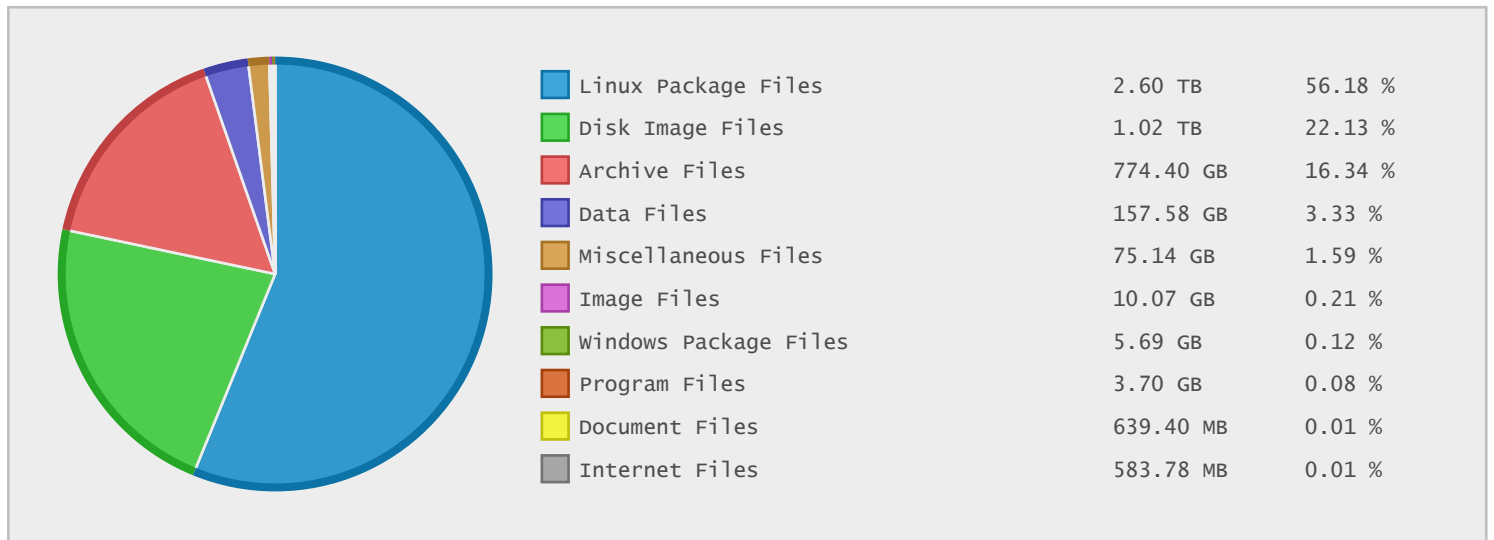 Linux Package Files 2.60 TB 56.18 %
Disk Image Files 1.02 TB 22.13 %
Archive Files 774.40 GB 16.34 %
Data Files 157.58 GB 3.33 %
Miscellaneous Files 75.14 GB 1.59 %
Image Files 10.07 GB 0.21 %
Windows Package Files 5.69 GB 0.12 %
Program Files 3.70 GB 0.08 %
Document Files 639.40 MB 0.01 %
Internet Files 583.78 MB 0.01 %